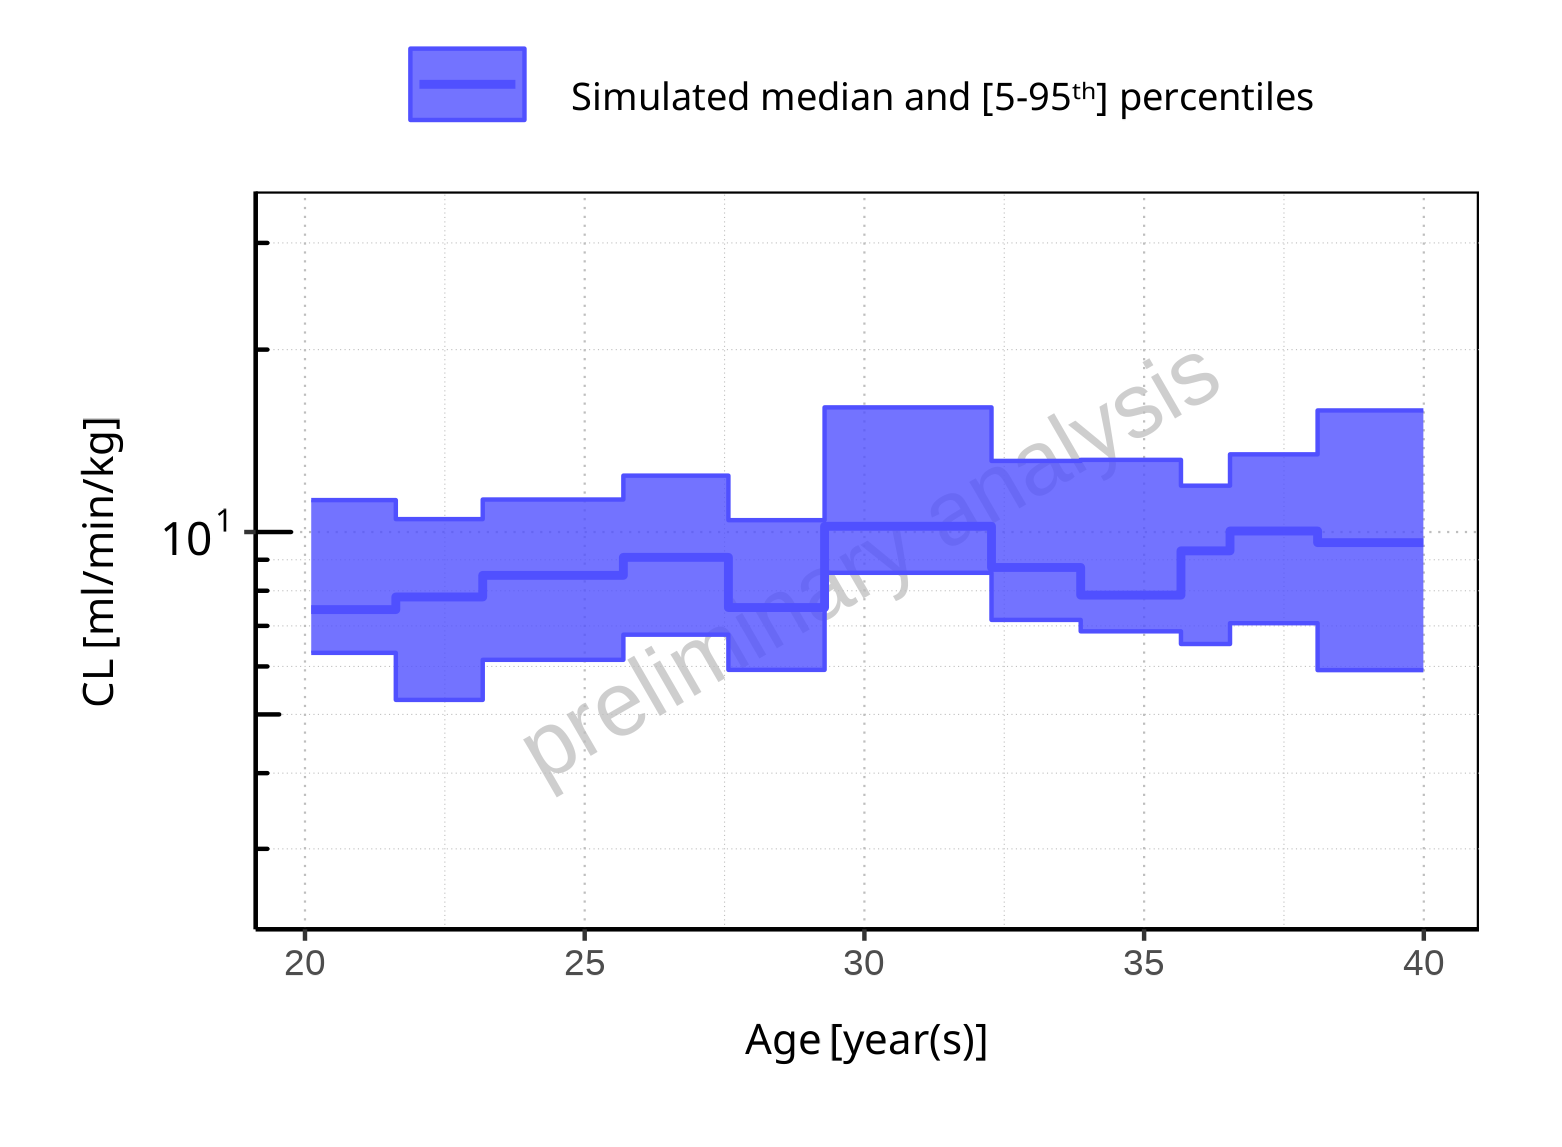 Simulated median and [5-95ᵗʰ] percentiles
CL [ml/min/kg]
10¹
preliminary analysis
20 25 30 35 40
Age [year(s)]